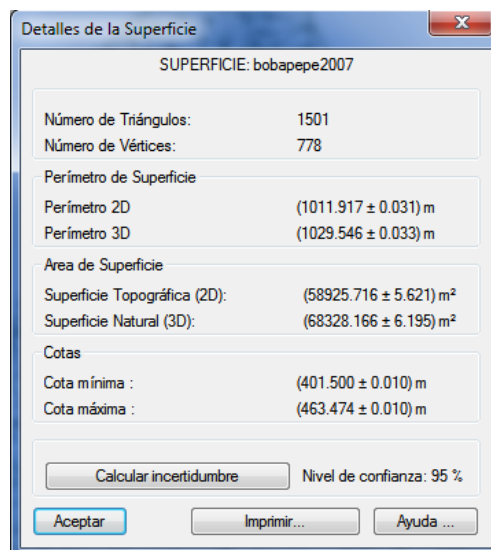 Detalles de la Superficie
SUPERFICIE: bobapepe2007
Número de Triángulos: 1501
Número de Vértices: 778
Perímetro de Superficie
Perímetro 2D (1011.917 ± 0.031) m
Perímetro 3D (1029.546 ± 0.033) m
Area de Superficie
Superficie Topográfica (2D): (58925.716 ± 5.621) m²
Superficie Natural (3D): (68328.166 ± 6.195) m²
Cotas
Cota mínima : (401.500 ± 0.010) m
Cota máxima : (463.474 ± 0.010) m
Calcular incertidumbre Nivel de confianza: 95 %
Aceptar Imprimir... Ayuda ...